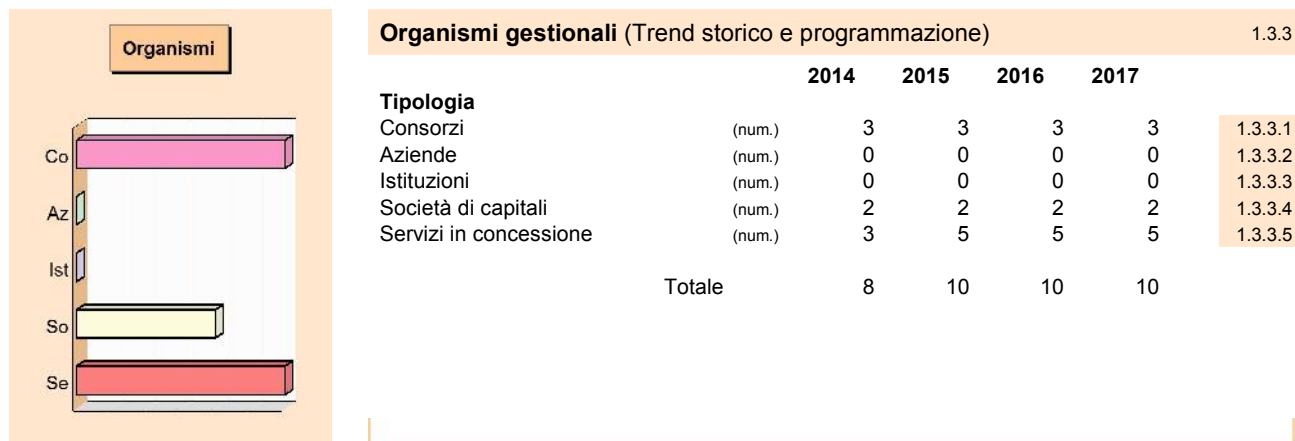 Organismi
Co
Az
Ist
So
Se
Organismi gestionali (Trend storico e programmazione) 1.3.3
2014 2015 2016 2017
Tipologia
Consorzi (num.) 3 3 3 3 1.3.3.1
Aziende (num.) 0 0 0 0 1.3.3.2
Istituzioni (num.) 0 0 0 0 1.3.3.3
Società di capitali (num.) 2 2 2 2 1.3.3.4
Servizi in concessione (num.) 3 5 5 5 1.3.3.5
Totale 8 10 10 10